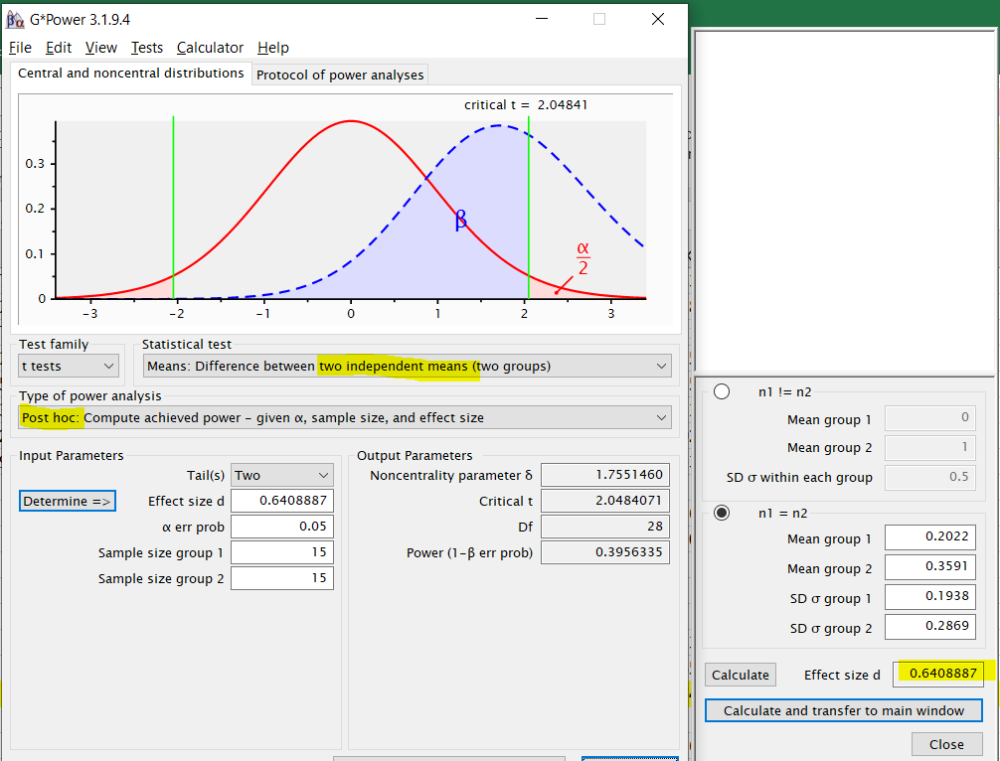 G*Power 3.1.9.4
File Edit View Tests Calculator Help
Central and noncentral distributions Protocol of power analyses
critical t = 2.04841
0.3
0.2
0.1
0
β
α
2
-3 -2 -1 0 1 2 3
Test family Statistical test
t tests Means: Difference between two independent means (two groups)
Type of power analysis
Post hoc: Compute achieved power – given α, sample size, and effect size
Input Parameters
Tail(s) Two
Determine => Effect size d 0.6408887
α err prob 0.05
Sample size group 1 15
Sample size group 2 15
Output Parameters
Noncentrality parameter δ 1.7551460
Critical t 2.0484071
Df 28
Power (1-β err prob) 0.3956335
n1 != n2
Mean group 1 0
Mean group 2 1
SD σ within each group 0.5
n1 = n2
Mean group 1 0.2022
Mean group 2 0.3591
SD σ group 1 0.1938
SD σ group 2 0.2869
Calculate Effect size d 0.6408887
Calculate and transfer to main window
Close